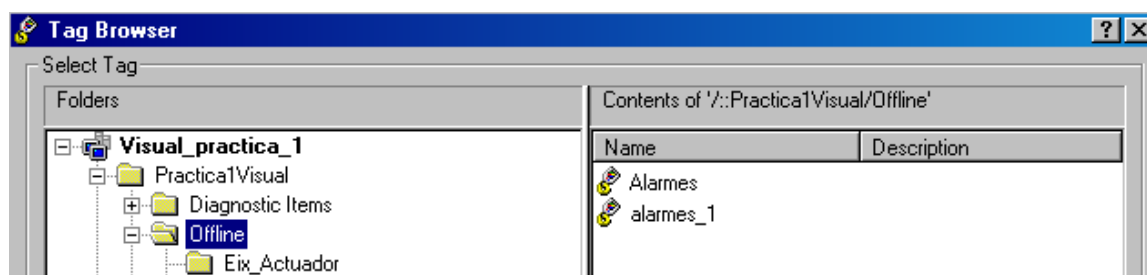 Tag Browser
Select Tag
Folders
Contents of '/::Practica1Visual/Offline'
Visual_practica_1
Name Description
Practica1Visual
Alarmes
Diagnostic Items
alarmes_1
Offline
Eix_Actuador